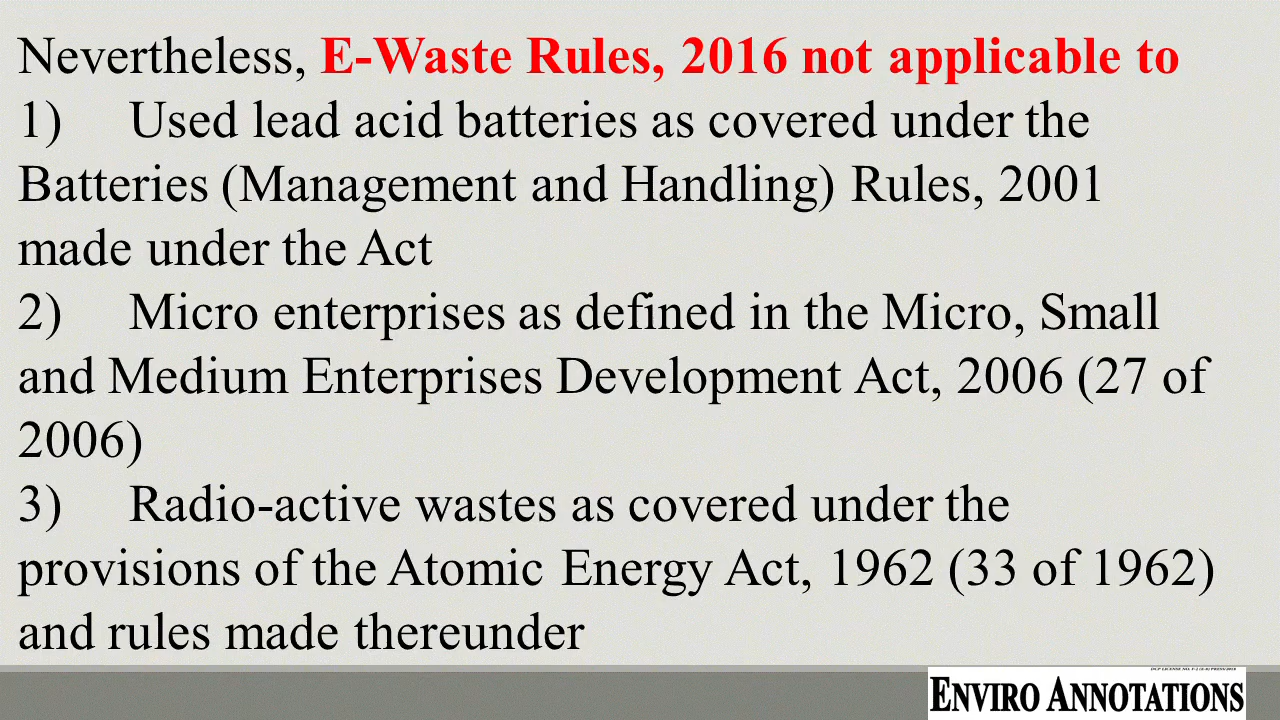 Nevertheless, E-Waste Rules, 2016 not applicable to
1) Used lead acid batteries as covered under the
Batteries (Management and Handling) Rules, 2001
made under the Act
2) Micro enterprises as defined in the Micro, Small
and Medium Enterprises Development Act, 2006 (27 of
2006)
3) Radio-active wastes as covered under the
provisions of the Atomic Energy Act, 1962 (33 of 1962)
and rules made thereunder
ENVIRO ANNOTATIONS